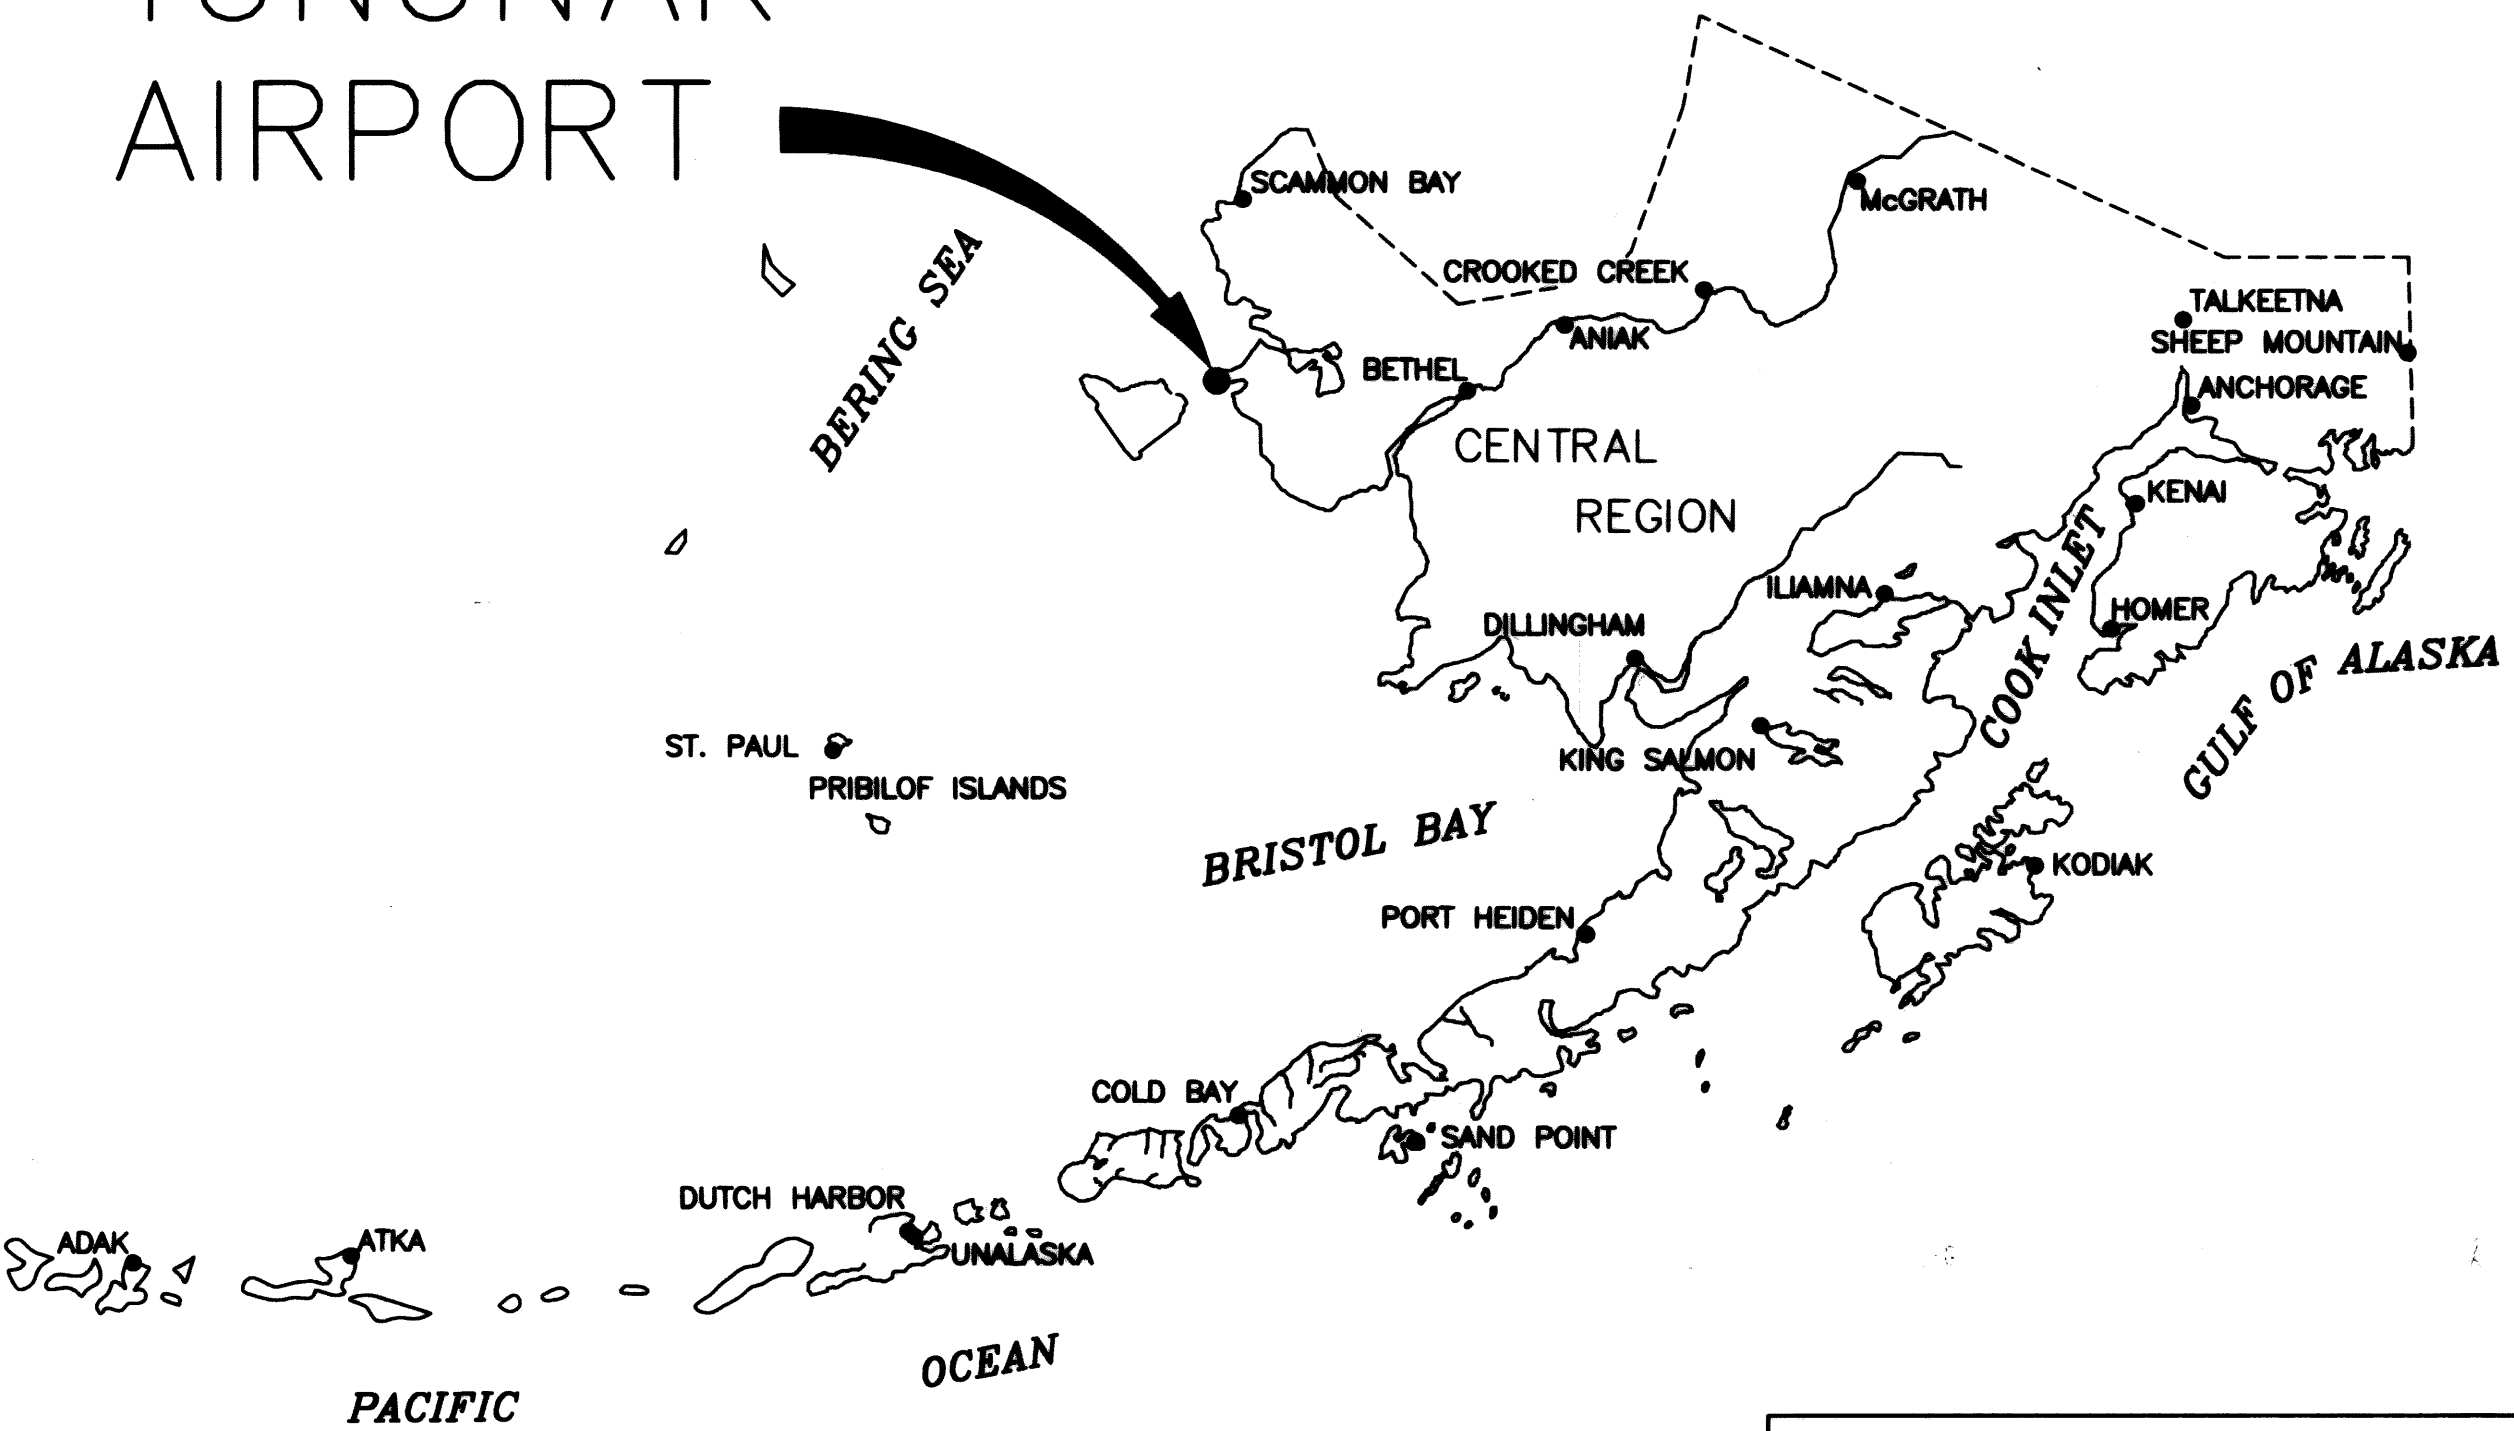 TUNUNAK
AIRPORT
SCAMMON BAY
McGRATH
BERING SEA
CROOKED CREEK
TALKEETNA
ANIAK
SHEEP MOUNTAIN
BETHEL
ANCHORAGE
CENTRAL
REGION
KENAI
ILIAMNA
HOMER
DILLINGHAM
COOK INLET
GULF OF ALASKA
ST. PAUL
KING SALMON
PRIBILOF ISLANDS
BRISTOL BAY
KODIAK
PORT HEIDEN
COLD BAY
SAND POINT
DUTCH HARBOR
ADAK
ATKA
UNALASKA
OCEAN
PACIFIC